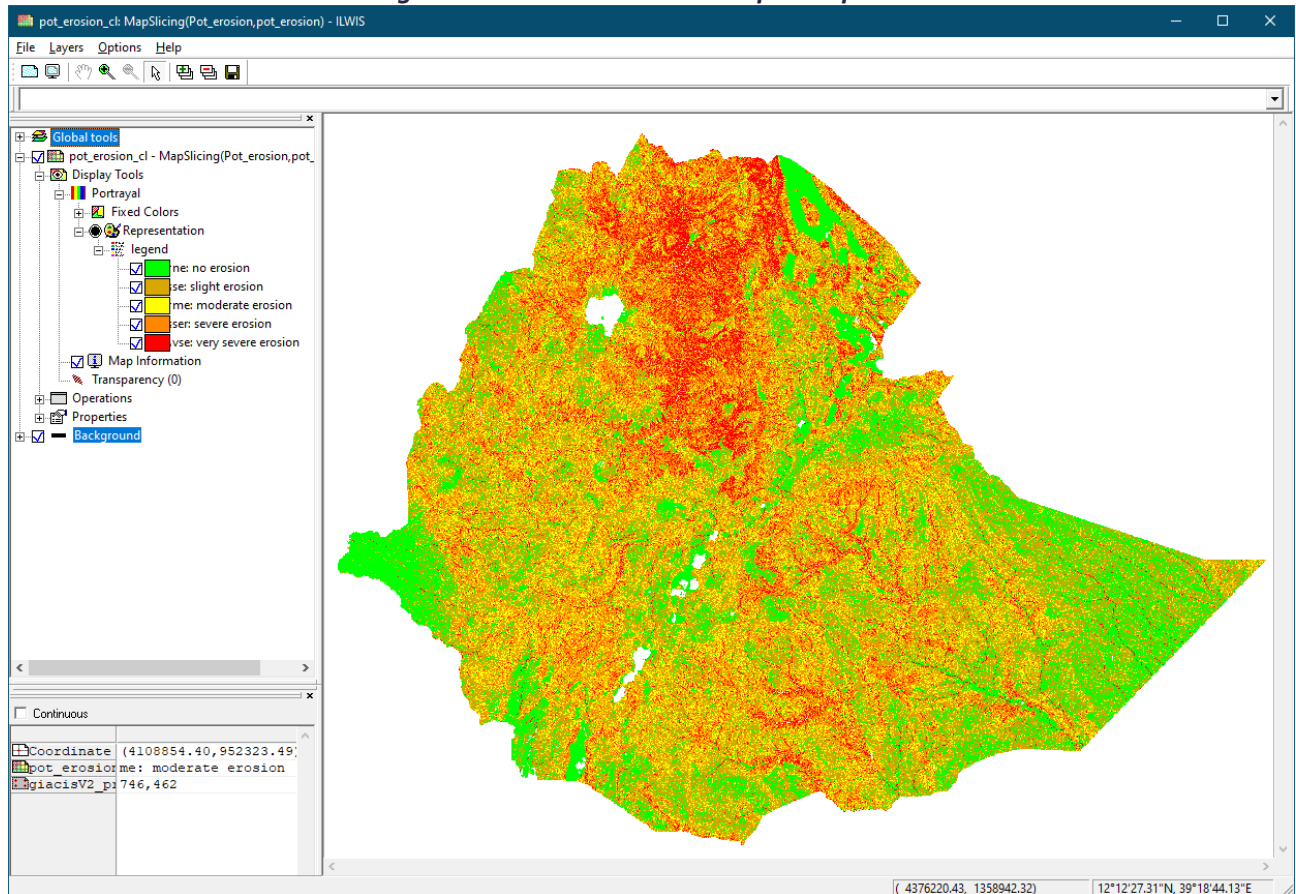 pot_erosion_cl: MapSlicing(Pot_erosion,pot_erosion) - ILWIS
File Layers Options Help
Global tools
pot_erosion_cl - MapSlicing(Pot_erosion,pot_
Display Tools
Portrayal
Fixed Colors
Representation
legend
ne: no erosion
se: slight erosion
me: moderate erosion
ser: severe erosion
vse: very severe erosion
Map Information
Transparency (0)
Operations
Properties
Background
Continuous
Coordinate (4108854.40,952323.49)
pot_erosion me: moderate erosion
giacisV2_pr 746,462
( 4376220.43, 1358942.32) 12°12'27.31"N, 39°18'44.13"E